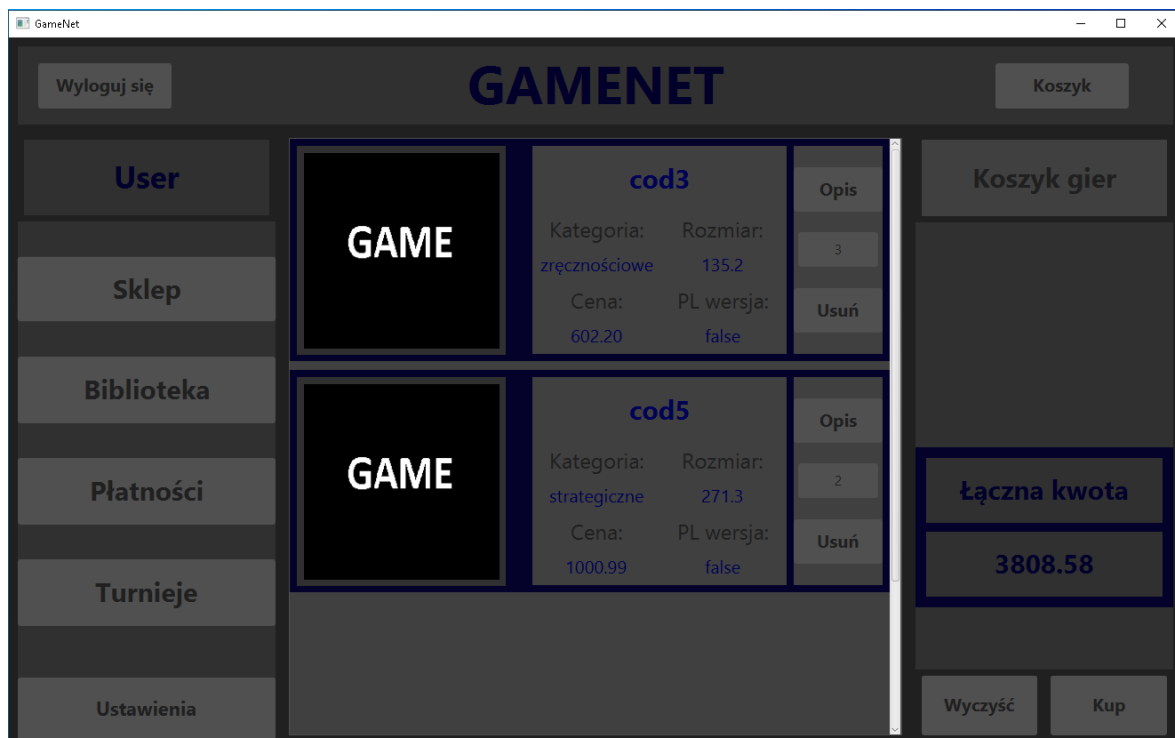 GameNet
Wyloguj się
GAMENET
Koszyk
User
Sklep
Biblioteka
Płatności
Turnieje
Ustawienia
GAME
cod3
Kategoria: Rozmiar:
zręcznościowe 135.2
Cena: PL wersja:
602.20 false
Opis
3
Usuń
GAME
cod5
Kategoria: Rozmiar:
strategiczne 271.3
Cena: PL wersja:
1000.99 false
Opis
2
Usuń
Koszyk gier
Łączna kwota
3808.58
Wyczyść
Kup